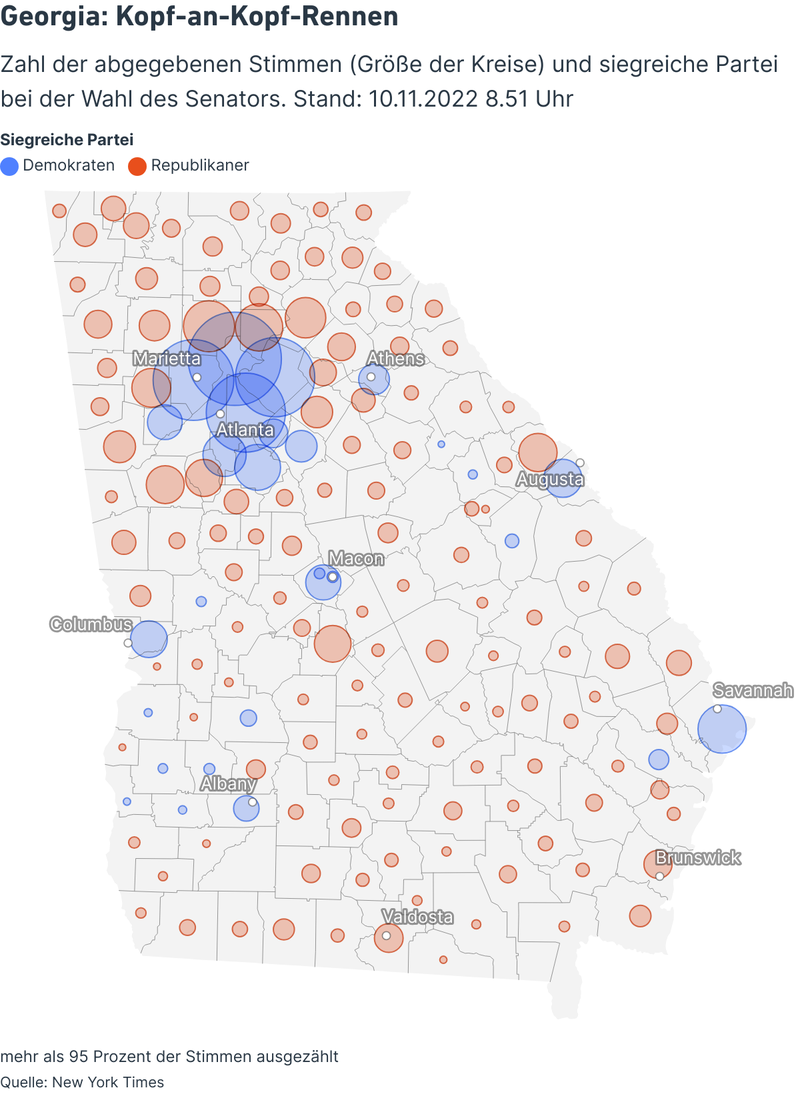 Georgia: Kopf-an-Kopf-Rennen
Zahl der abgegebenen Stimmen (Größe der Kreise) und siegreiche Partei
bei der Wahl des Senators. Stand: 10.11.2022 8.51 Uhr
Siegreiche Partei
Demokraten Republikaner
Marietta
Athens
Atlanta
Augusta
Macon
Columbus
Savannah
Albany
Brunswick
Valdosta
mehr als 95 Prozent der Stimmen ausgezählt
Quelle: New York Times